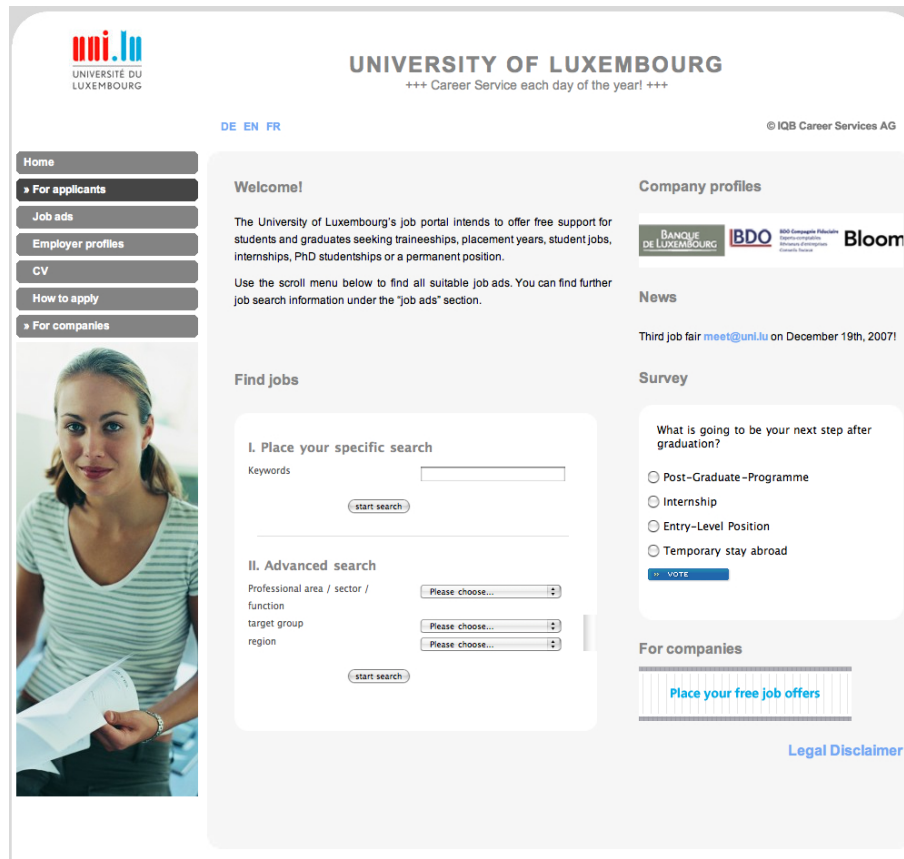 uni.lu
UNIVERSITÉ DU
LUXEMBOURG
UNIVERSITY OF LUXEMBOURG
+++ Career Service each day of the year! +++
DE EN FR
© IQB Career Services AG
Home
» For applicants
Job ads
Employer profiles
CV
How to apply
» For companies
Welcome!
The University of Luxembourg's job portal intends to offer free support for
students and graduates seeking traineeships, placement years, student jobs,
internships, PhD studentships or a permanent position.
Use the scroll menu below to find all suitable job ads. You can find further
job search information under the "job ads" section.
Find jobs
I. Place your specific search
Keywords
start search
II. Advanced search
Professional area / sector /
function
Please choose...
target group
Please choose...
region
Please choose...
start search
Company profiles
BANQUE
DE LUXEMBOURG
BDO
BDO Compagnie Fiduciaire
Experts-comptables
Réviseurs d'entreprises
Conseils fiscaux
Bloom
News
Third job fair meet@uni.lu on December 19th, 2007!
Survey
What is going to be your next step after
graduation?
Post-Graduate-Programme
Internship
Entry-Level Position
Temporary stay abroad
» VOTE
For companies
Place your free job offers
Legal Disclaimer